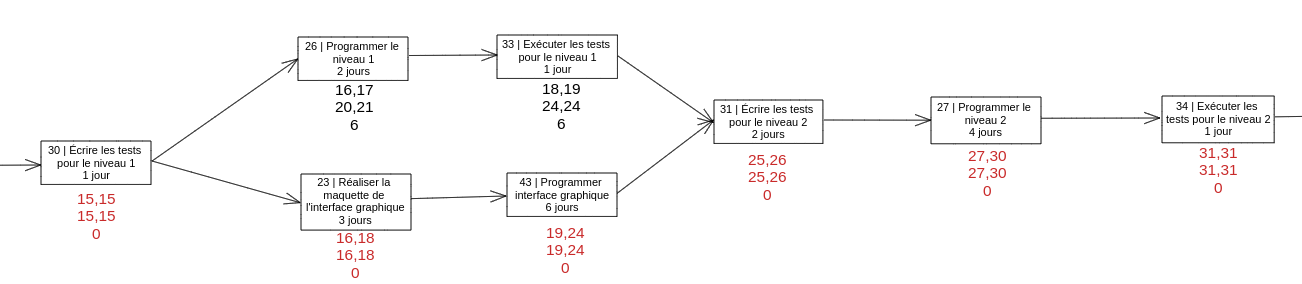 26 | Programmer le
niveau 1
2 jours
16,17
20,21
6
33 | Exécuter les tests
pour le niveau 1
1 jour
18,19
24,24
6
30 | Écrire les tests
pour le niveau 1
1 jour
15,15
15,15
0
23 | Réaliser la
maquette de
l'interface graphique
3 jours
16,18
16,18
0
43 | Programmer
interface graphique
6 jours
19,24
19,24
0
31 | Écrire les tests
pour le niveau 2
2 jours
25,26
25,26
0
27 | Programmer le
niveau 2
4 jours
27,30
27,30
0
34 | Exécuter les
tests pour le niveau 2
1 jour
31,31
31,31
0